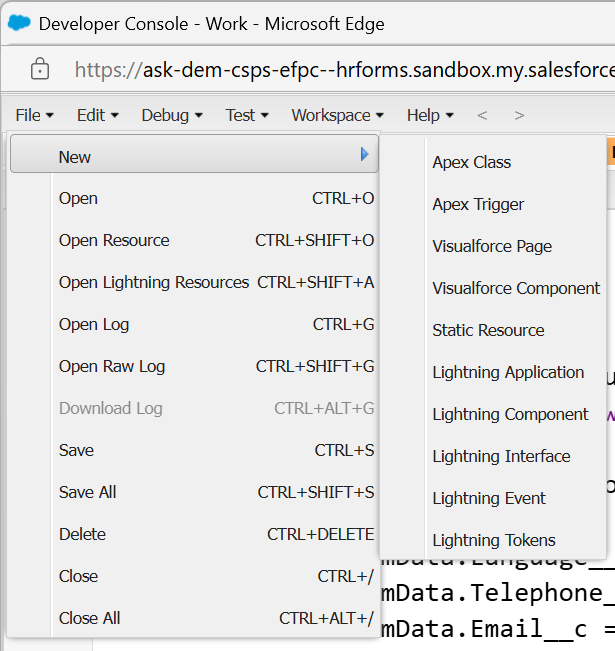 Developer Console - Work - Microsoft Edge
https://ask-dem-csps-efpc--hrforms.sandbox.my.salesforce
File Edit Debug Test Workspace Help < >
New
Open CTRL+O
Open Resource CTRL+SHIFT+O
Open Lightning Resources CTRL+SHIFT+A
Open Log CTRL+G
Open Raw Log CTRL+SHIFT+G
Download Log CTRL+ALT+G
Save CTRL+S
Save All CTRL+SHIFT+S
Delete CTRL+DELETE
Close CTRL+/
Close All CTRL+ALT+/
Apex Class
Apex Trigger
Visualforce Page
Visualforce Component
Static Resource
Lightning Application
Lightning Component
Lightning Interface
Lightning Event
Lightning Tokens
mData.Language__
mData.Telephone_
mData.Email__c =